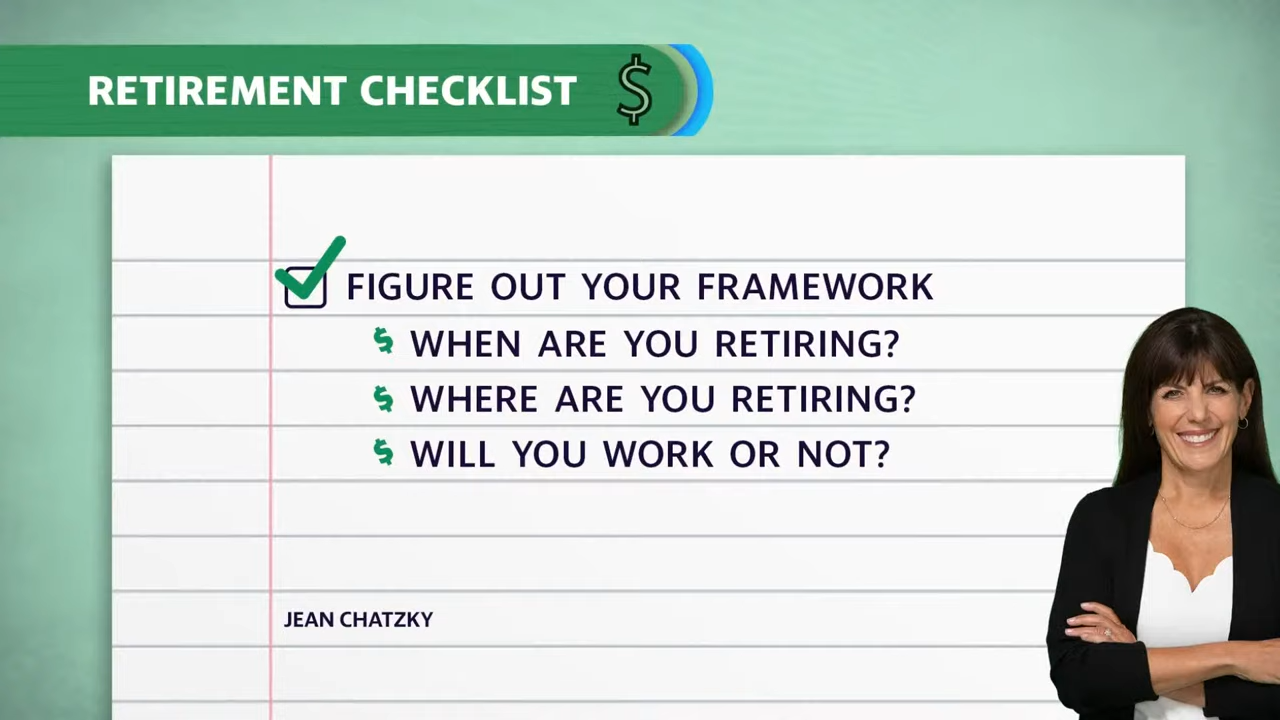 RETIREMENT CHECKLIST $
FIGURE OUT YOUR FRAMEWORK
$ WHEN ARE YOU RETIRING?
$ WHERE ARE YOU RETIRING?
$ WILL YOU WORK OR NOT?
JEAN CHATZKY